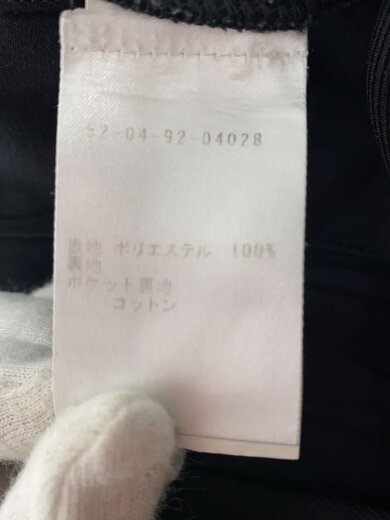 52-04-92-04028
表地 ポリエステル 100%
裏地
ポケット裏地
コットン